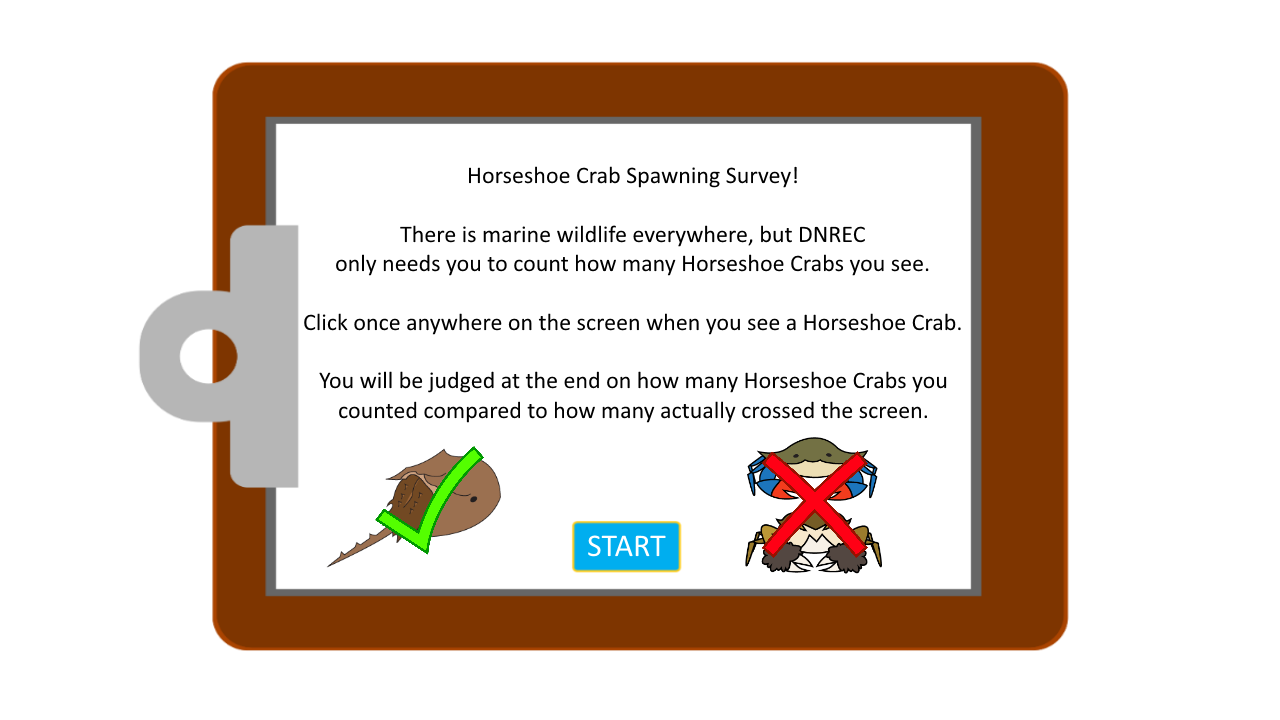 Horseshoe Crab Spawning Survey!
There is marine wildlife everywhere, but DNREC
only needs you to count how many Horseshoe Crabs you see.
Click once anywhere on the screen when you see a Horseshoe Crab.
You will be judged at the end on how many Horseshoe Crabs you
counted compared to how many actually crossed the screen.
START